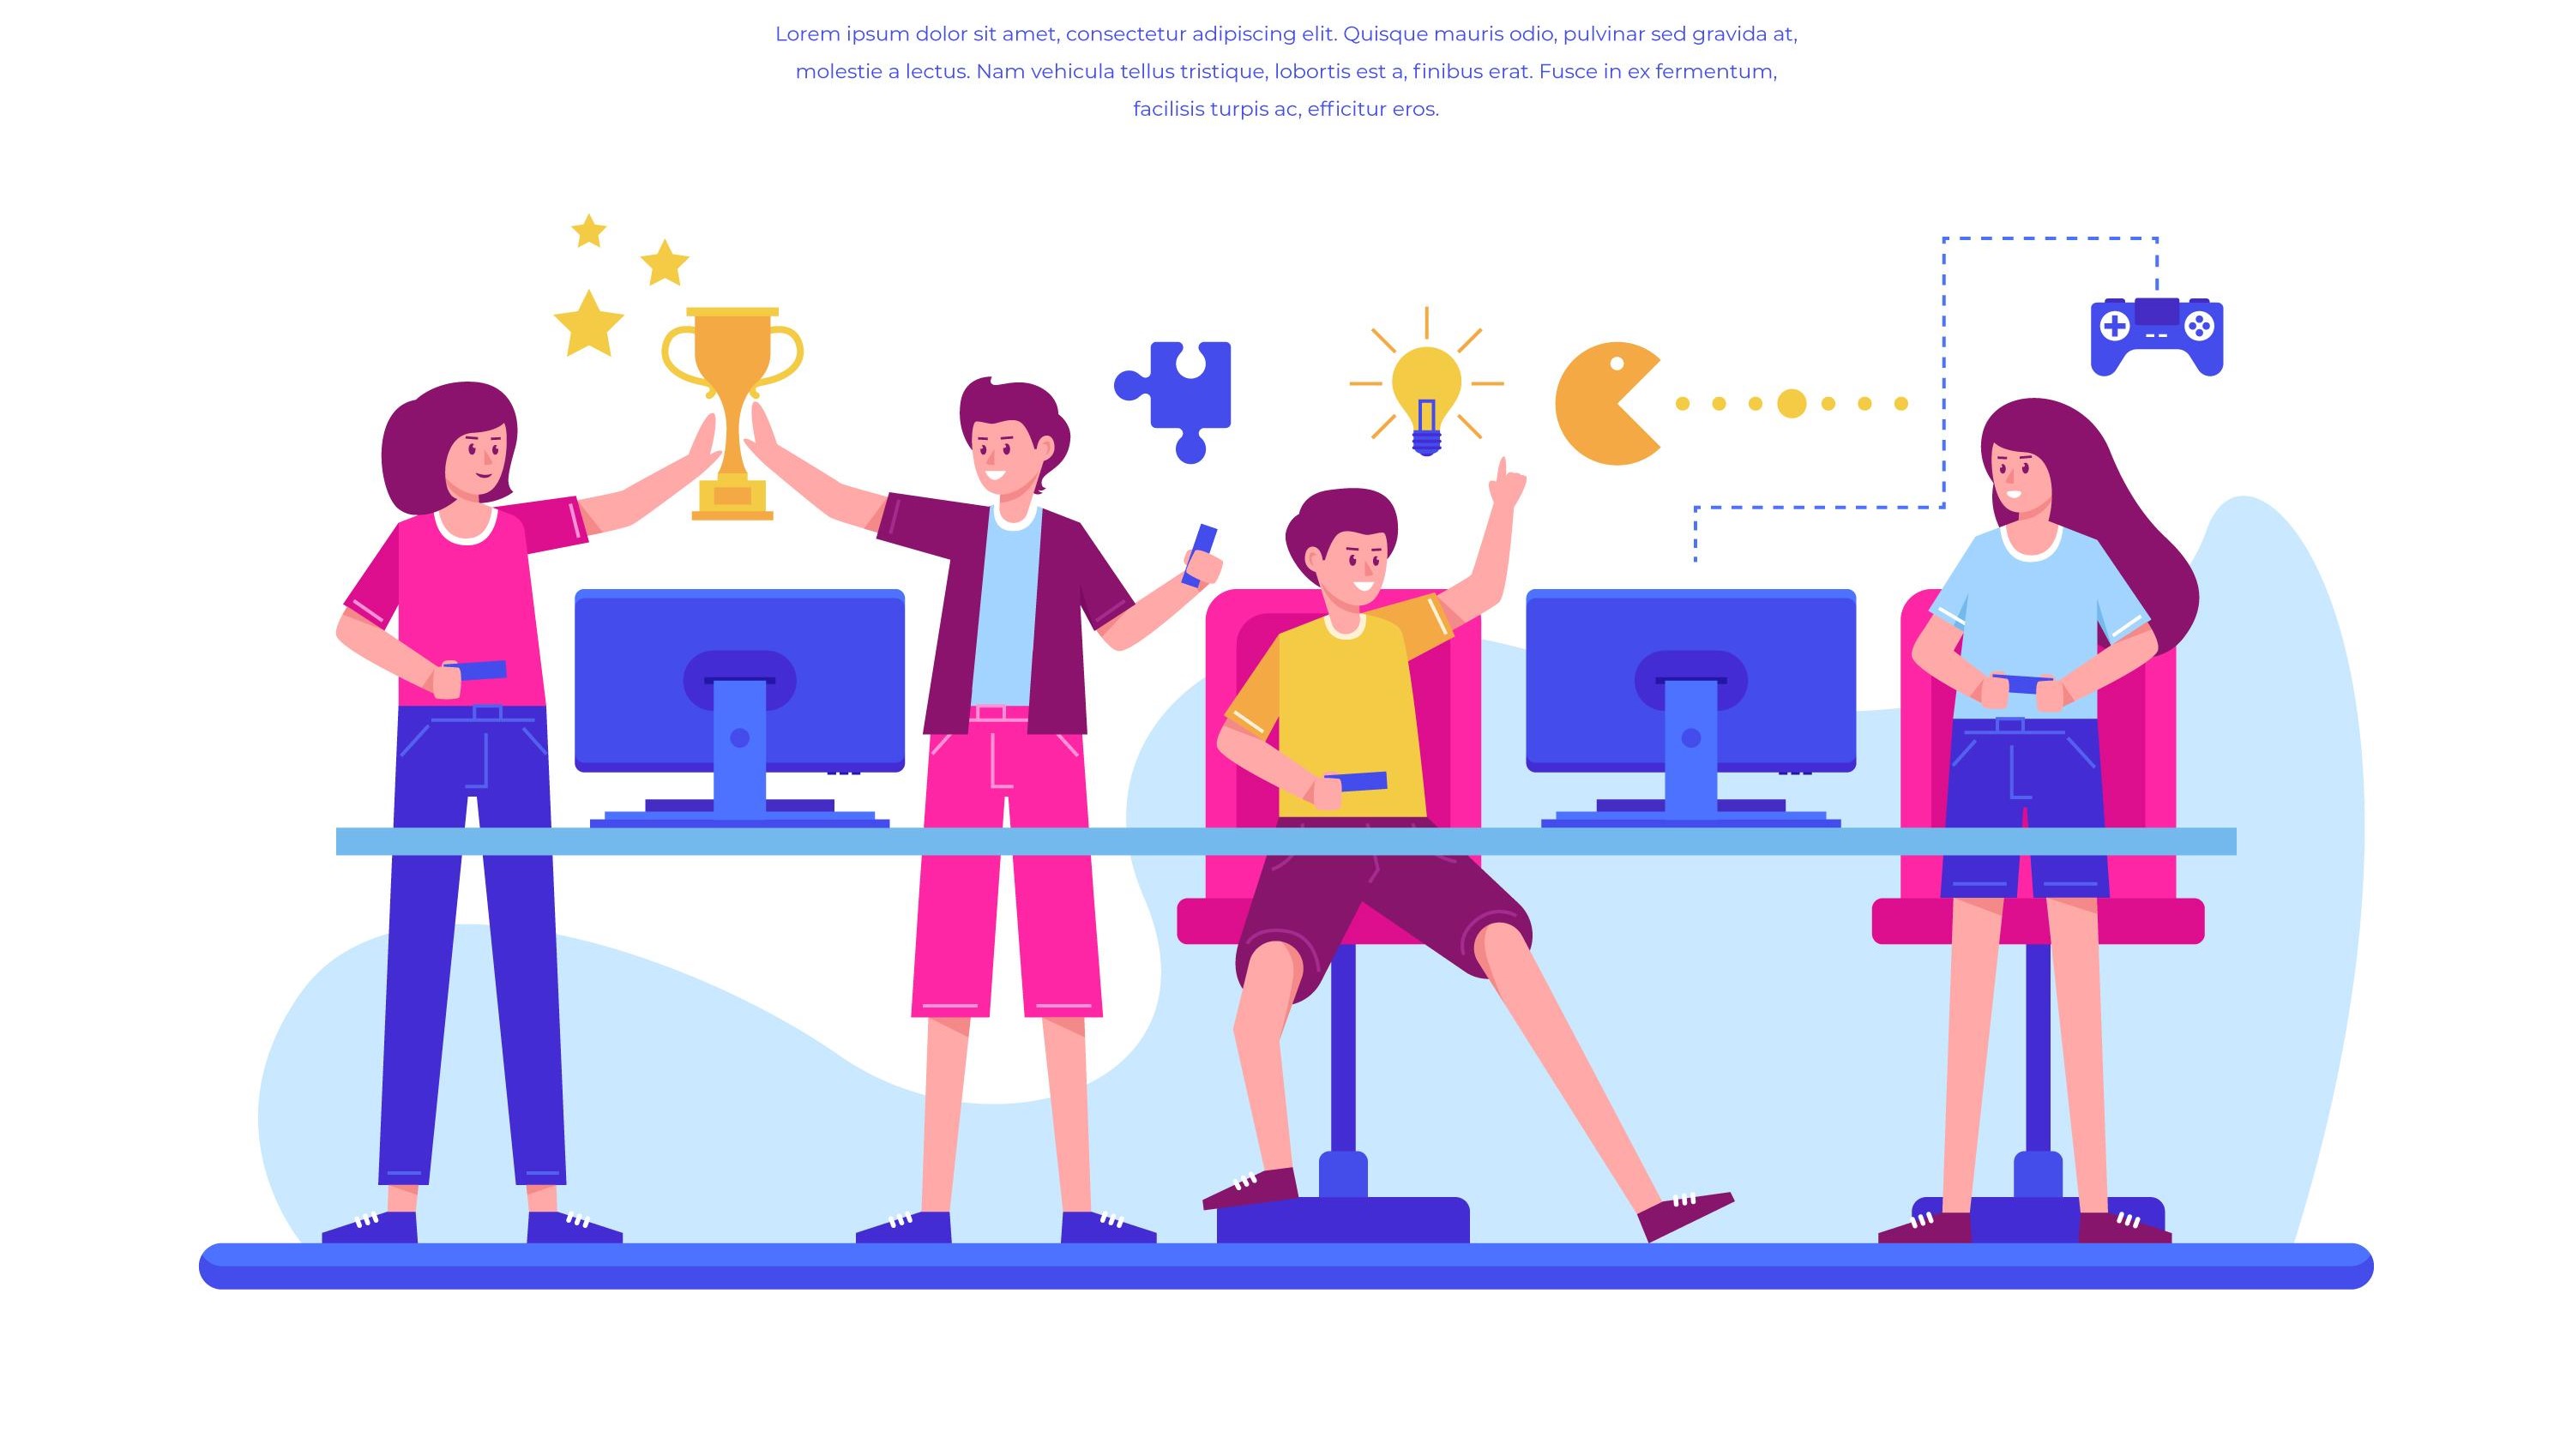 Lorem ipsum dolor sit amet, consectetur adipiscing elit. Quisque mauris odio, pulvinar sed gravida at,
molestie a lectus. Nam vehicula tellus tristique, lobortis est a, finibus erat. Fusce in ex fermentum,
facilisis turpis ac, efficitur eros.